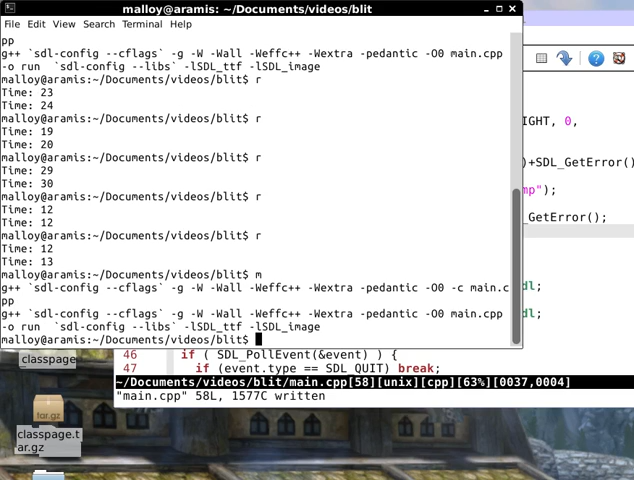 malloy@aramis: ~/Documents/videos/blit
File Edit View Search Terminal Help
pp
g++ `sdl-config --cflags` -g -W -Wall -Weffc++ -Wextra -pedantic -O0 main.cpp
-o run  `sdl-config --libs` -lSDL_ttf -lSDL_image
malloy@aramis:~/Documents/videos/blit$ r
Time: 23
Time: 24
malloy@aramis:~/Documents/videos/blit$ r
Time: 19
Time: 20
malloy@aramis:~/Documents/videos/blit$ r
Time: 29
Time: 30
malloy@aramis:~/Documents/videos/blit$ r
Time: 12
Time: 12
malloy@aramis:~/Documents/videos/blit$ r
Time: 12
Time: 13
malloy@aramis:~/Documents/videos/blit$ m
g++ `sdl-config --cflags` -g -W -Wall -Weffc++ -Wextra -pedantic -O0 -c main.c
pp
g++ `sdl-config --cflags` -g -W -Wall -Weffc++ -Wextra -pedantic -O0 main.cpp
-o run  `sdl-config --libs` -lSDL_ttf -lSDL_image
malloy@aramis:~/Documents/videos/blit$
IGHT, 0,
)+SDL_GetError()
mp");
_GetError();
dl;
dl;
46 if ( SDL_PollEvent(&event) ) {
47 if (event.type == SDL_QUIT) break;
~/Documents/videos/blit/main.cpp[58][unix][cpp][63%][0037,0004]
"main.cpp" 58L, 1577C written
classpage
tar.gz
classpage.t
ar.gz